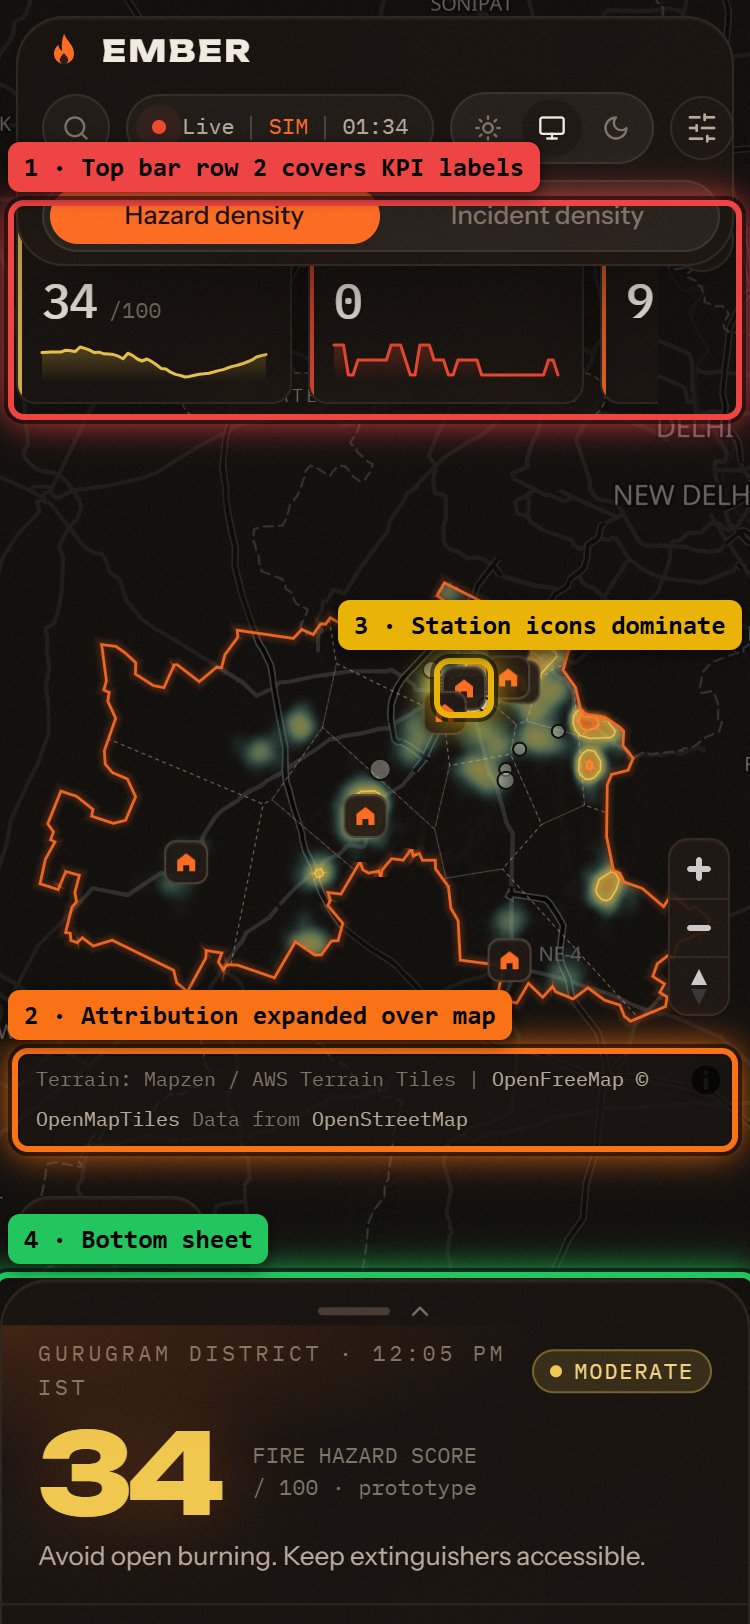 SONIPAT
EMBER
K
Live | SIM | 01:34
1 · Top bar row 2 covers KPI labels
Hazard density
Incident density
34 /100
0
9
DELHI
NEW DELH
3 · Station icons dominate
NE-4
2 · Attribution expanded over map
Terrain: Mapzen / AWS Terrain Tiles | OpenFreeMap ©
OpenMapTiles Data from OpenStreetMap
4 · Bottom sheet
GURUGRAM DISTRICT · 12:05 PM
IST
MODERATE
34
FIRE HAZARD SCORE
/ 100 · prototype
Avoid open burning. Keep extinguishers accessible.